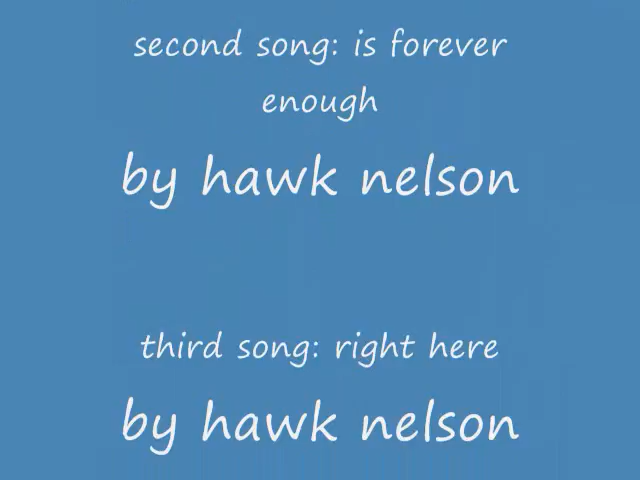 second song: is forever
enough
by hawk nelson
third song: right here
by hawk nelson